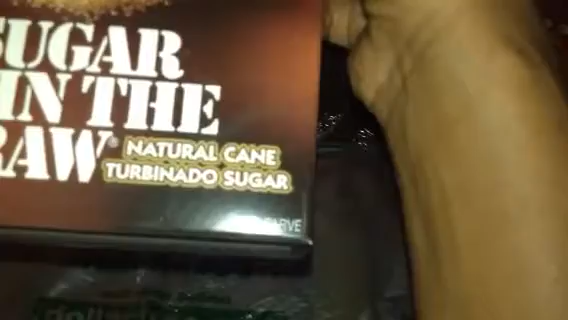 SUGAR
IN THE
RAW®
NATURAL CANE
TURBINADO SUGAR